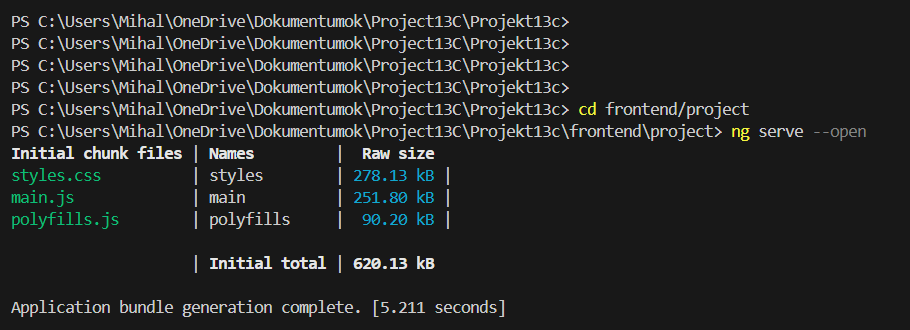 PS C:\Users\Mihal\OneDrive\Dokumentumok\Project13C\Projekt13c>
PS C:\Users\Mihal\OneDrive\Dokumentumok\Project13C\Projekt13c>
PS C:\Users\Mihal\OneDrive\Dokumentumok\Project13C\Projekt13c>
PS C:\Users\Mihal\OneDrive\Dokumentumok\Project13C\Projekt13c>
PS C:\Users\Mihal\OneDrive\Dokumentumok\Project13C\Projekt13c> cd frontend/project
PS C:\Users\Mihal\OneDrive\Dokumentumok\Project13C\Projekt13c\frontend\project> ng serve --open
Initial chunk files | Names         |  Raw size
styles.css          | styles        | 278.13 kB |
main.js             | main          | 251.80 kB |
polyfills.js        | polyfills     |  90.20 kB |
                    | Initial total | 620.13 kB
Application bundle generation complete. [5.211 seconds]